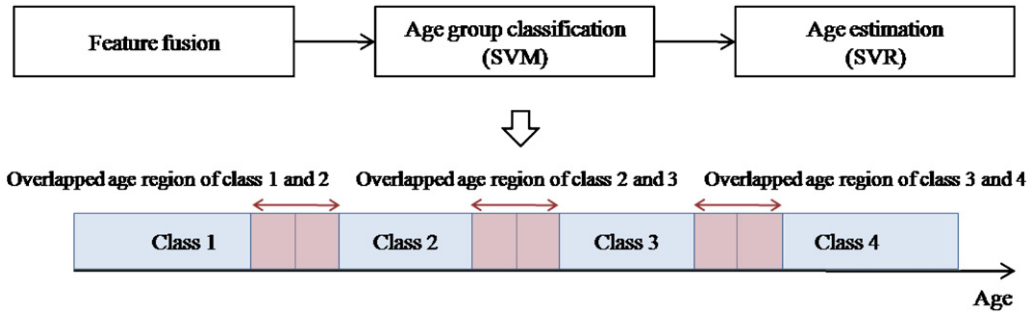 Feature fusion
Age group classification
(SVM)
Age estimation
(SVR)
Overlapped age region of class 1 and 2
Overlapped age region of class 2 and 3
Overlapped age region of class 3 and 4
Class 1
Class 2
Class 3
Class 4
Age